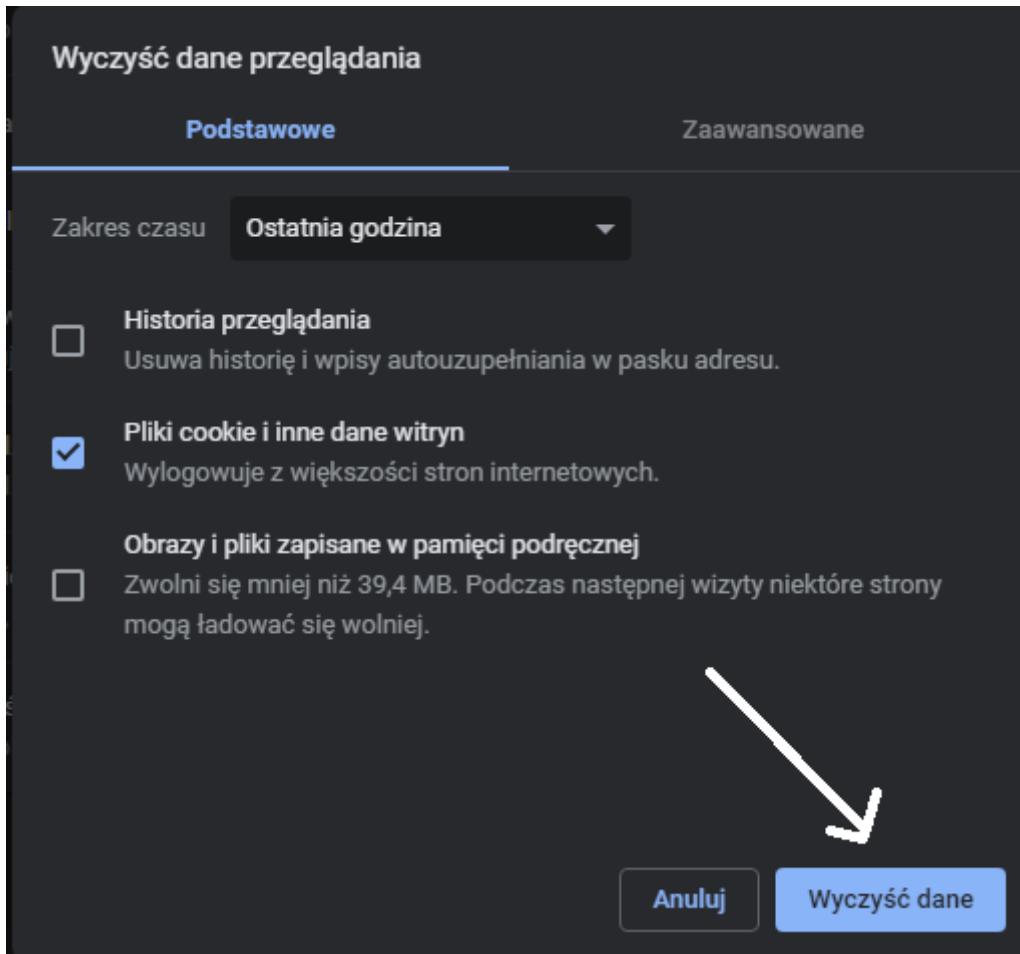 Wyczyść dane przeglądania
Podstawowe
Zaawansowane
Zakres czasu
Ostatnia godzina
Historia przeglądania
Usuwa historię i wpisy autouzupełniania w pasku adresu.
Pliki cookie i inne dane witryn
Wylogowuje z większości stron internetowych.
Obrazy i pliki zapisane w pamięci podręcznej
Zwolni się mniej niż 39,4 MB. Podczas następnej wizyty niektóre strony
mogą ładować się wolniej.
Anuluj
Wyczyść dane